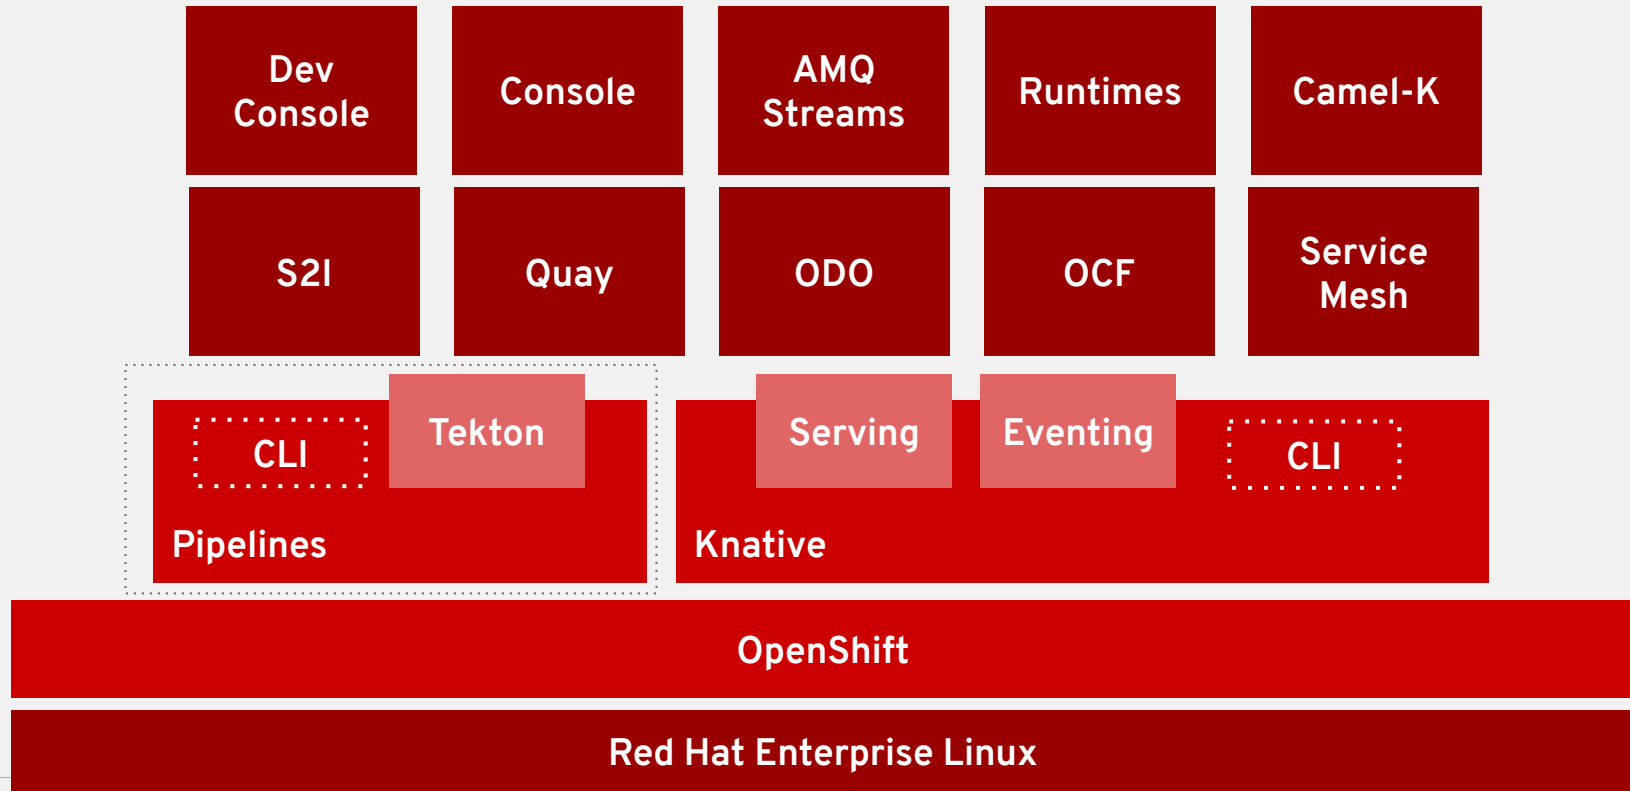 Dev
Console
Console
AMQ
Streams
Runtimes
Camel-K
S2I
Quay
ODO
OCF
Service
Mesh
CLI
Tekton
Pipelines
Serving
Eventing
CLI
Knative
OpenShift
Red Hat Enterprise Linux